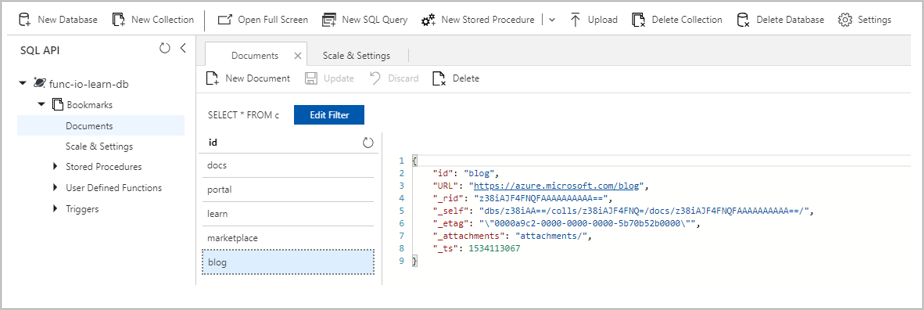 New Database New Collection Open Full Screen New SQL Query New Stored Procedure Upload Delete Collection Delete Database Settings
SQL API
func-io-learn-db
Bookmarks
Documents
Scale & Settings
Stored Procedures
User Defined Functions
Triggers
Documents Scale & Settings
New Document Update Discard Delete
SELECT * FROM c Edit Filter
id
docs
portal
learn
marketplace
blog
1 {
2 "id": "blog",
3 "URL": "https://azure.microsoft.com/blog",
4 "_rid": "z38iAJF4FNQFAAAAAAAAAA==",
5 "_self": "dbs/z38iAA==/colls/z38iAJF4FNQ=/docs/z38iAJF4FNQFAAAAAAAAAA==/",
6 "_etag": "\"0000a9c2-0000-0000-0000-5b70b52b0000\"",
7 "_attachments": "attachments/",
8 "_ts": 1534113067
9 }